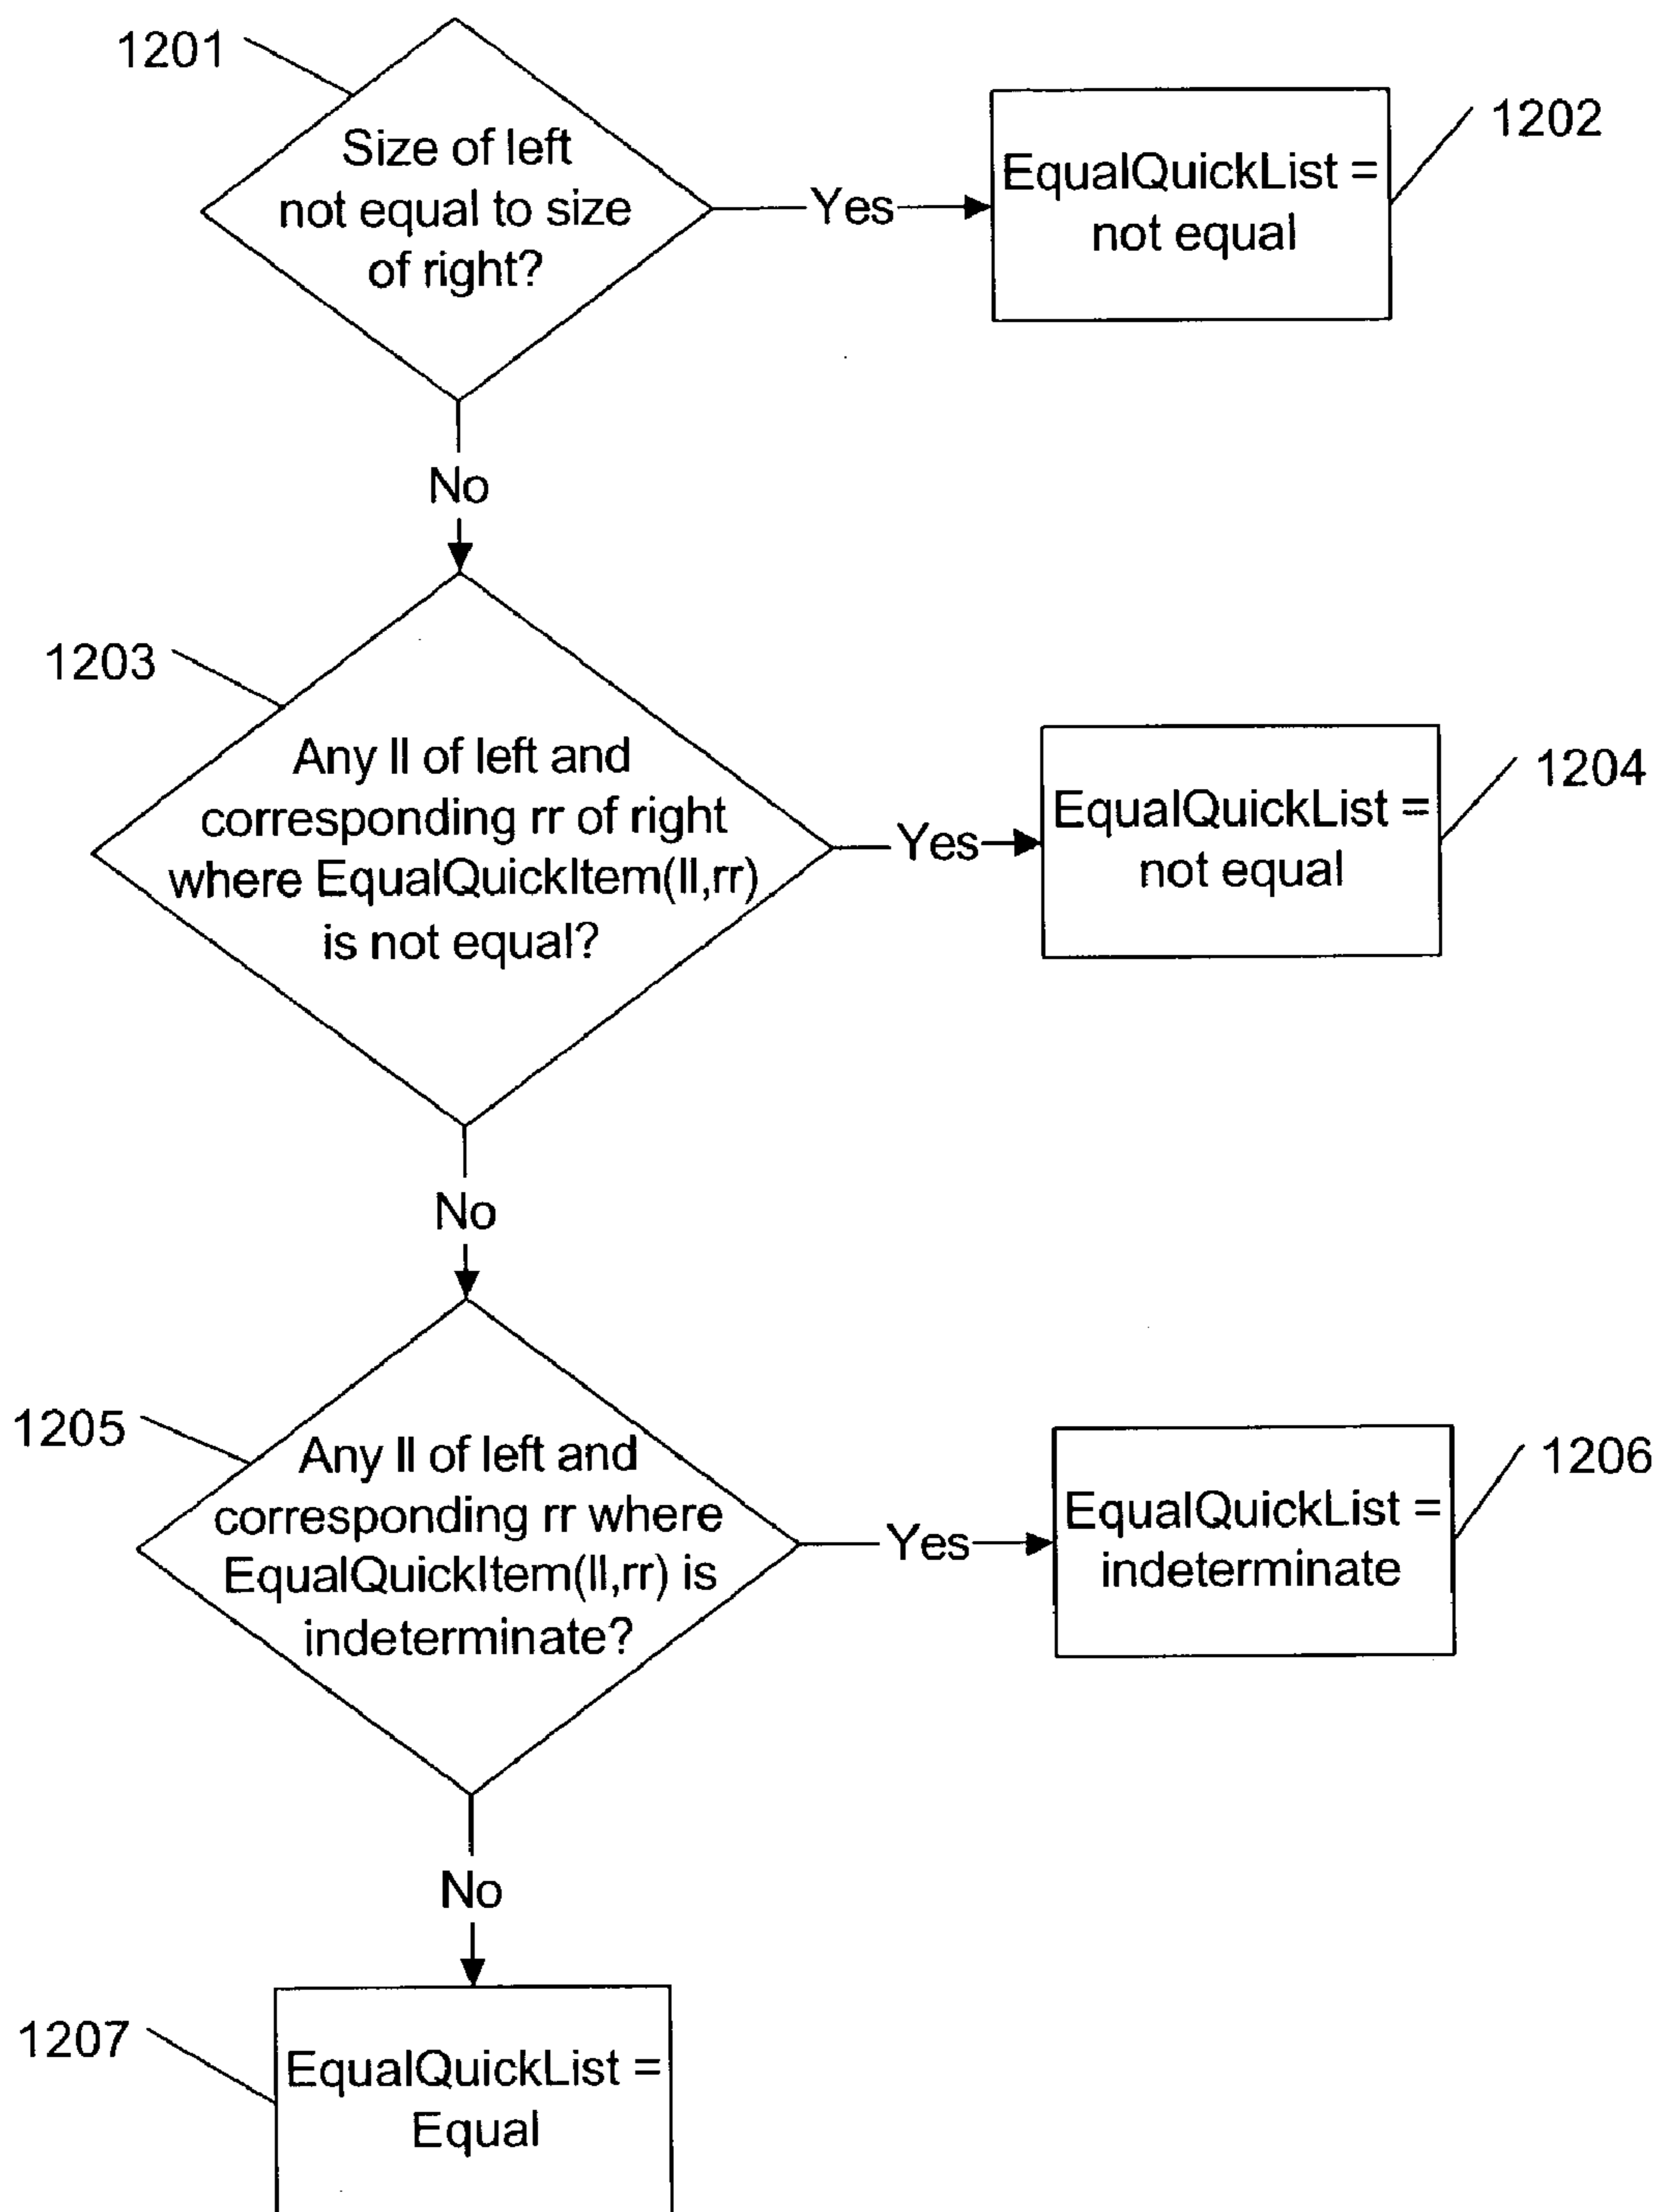 1201
Size of left
not equal to size
of right?
Yes
EqualQuickList =
not equal
1202
No
1203
Any ll of left and
corresponding rr of right
where EqualQuickItem(ll,rr)
is not equal?
Yes
EqualQuickList =
not equal
1204
No
1205
Any ll of left and
corresponding rr where
EqualQuickItem(ll,rr) is
indeterminate?
Yes
EqualQuickList =
indeterminate
1206
No
1207
EqualQuickList =
Equal